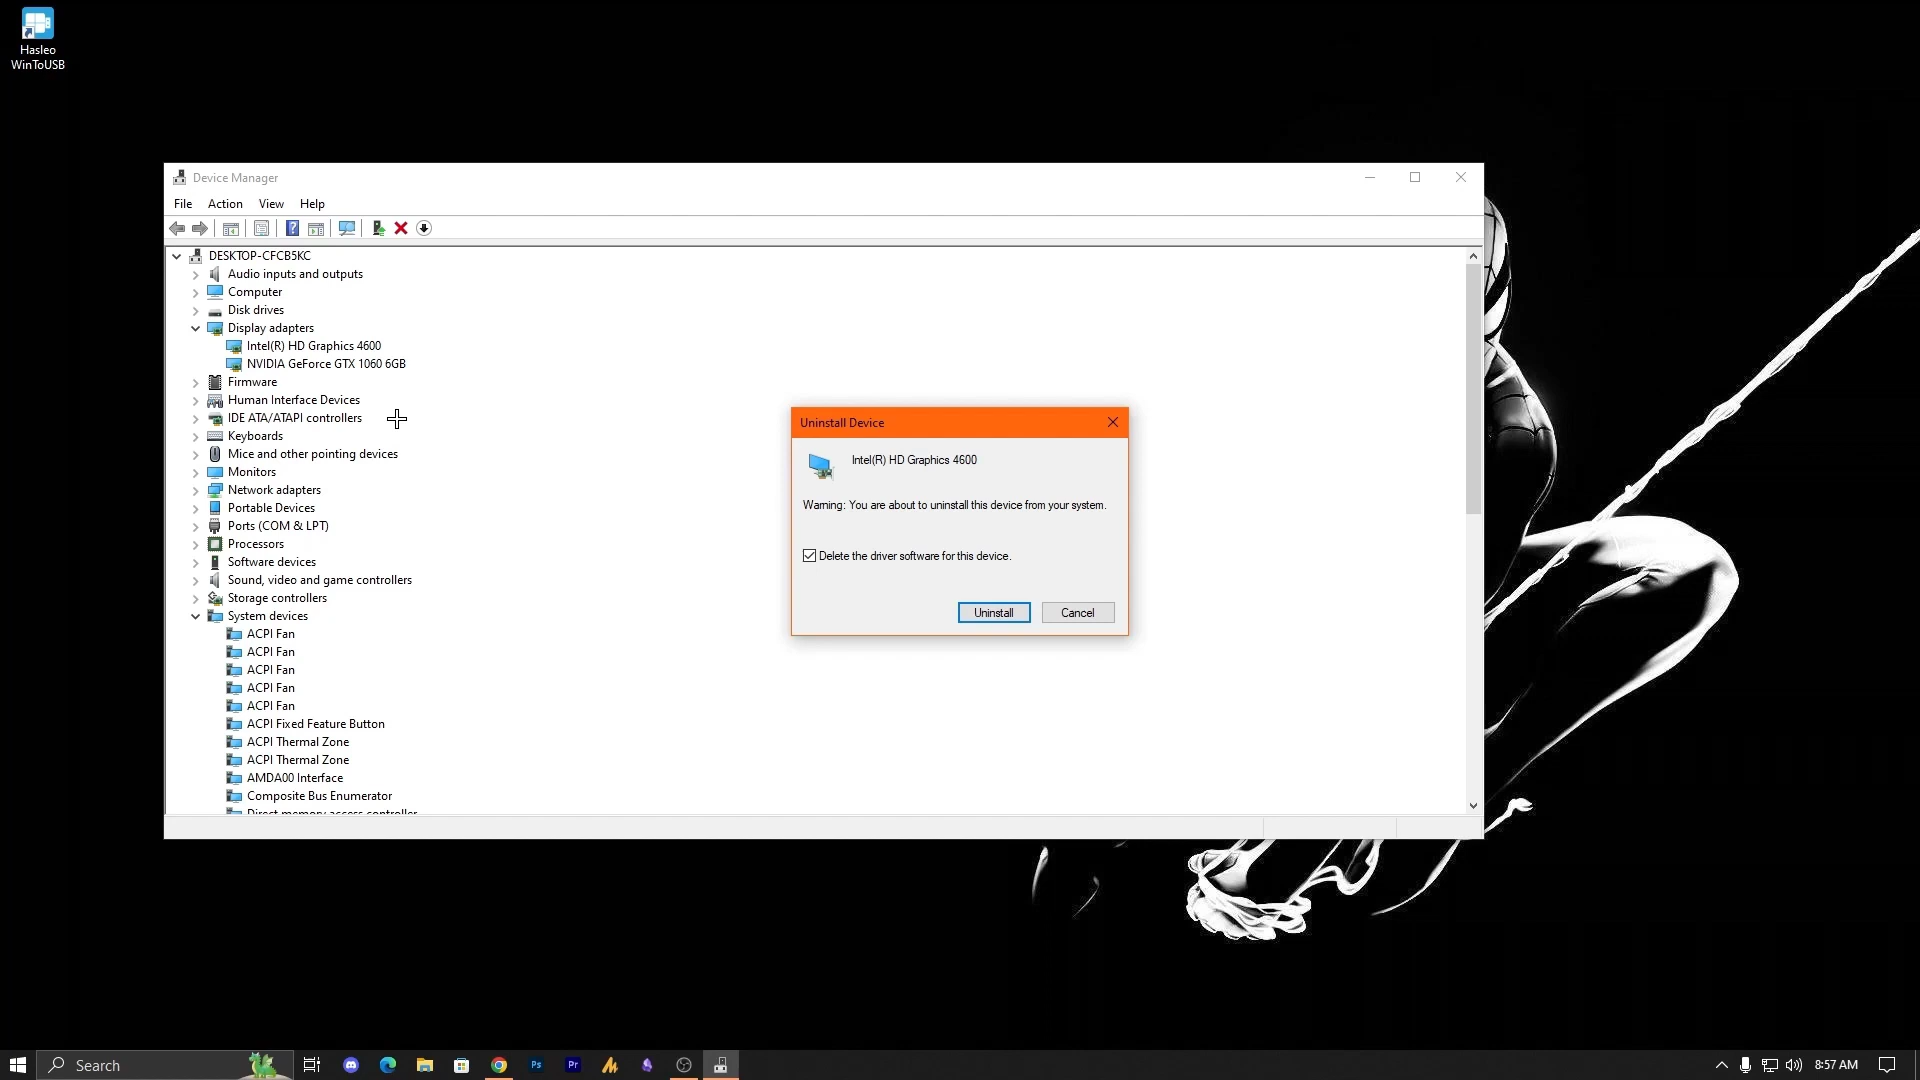 Hasleo
WinToUSB
Device Manager
File Action View Help
DESKTOP-CFCB5KC
Audio inputs and outputs
Computer
Disk drives
Display adapters
Intel(R) HD Graphics 4600
NVIDIA GeForce GTX 1060 6GB
Firmware
Human Interface Devices
IDE ATA/ATAPI controllers
Keyboards
Mice and other pointing devices
Monitors
Network adapters
Portable Devices
Ports (COM & LPT)
Processors
Software devices
Sound, video and game controllers
Storage controllers
System devices
ACPI Fan
ACPI Fan
ACPI Fan
ACPI Fan
ACPI Fan
ACPI Fixed Feature Button
ACPI Thermal Zone
ACPI Thermal Zone
AMDA00 Interface
Composite Bus Enumerator
Direct memory access controller
Uninstall Device
Intel(R) HD Graphics 4600
Warning: You are about to uninstall this device from your system.
Delete the driver software for this device.
Uninstall Cancel
Search
Ps
Pr
8:57 AM